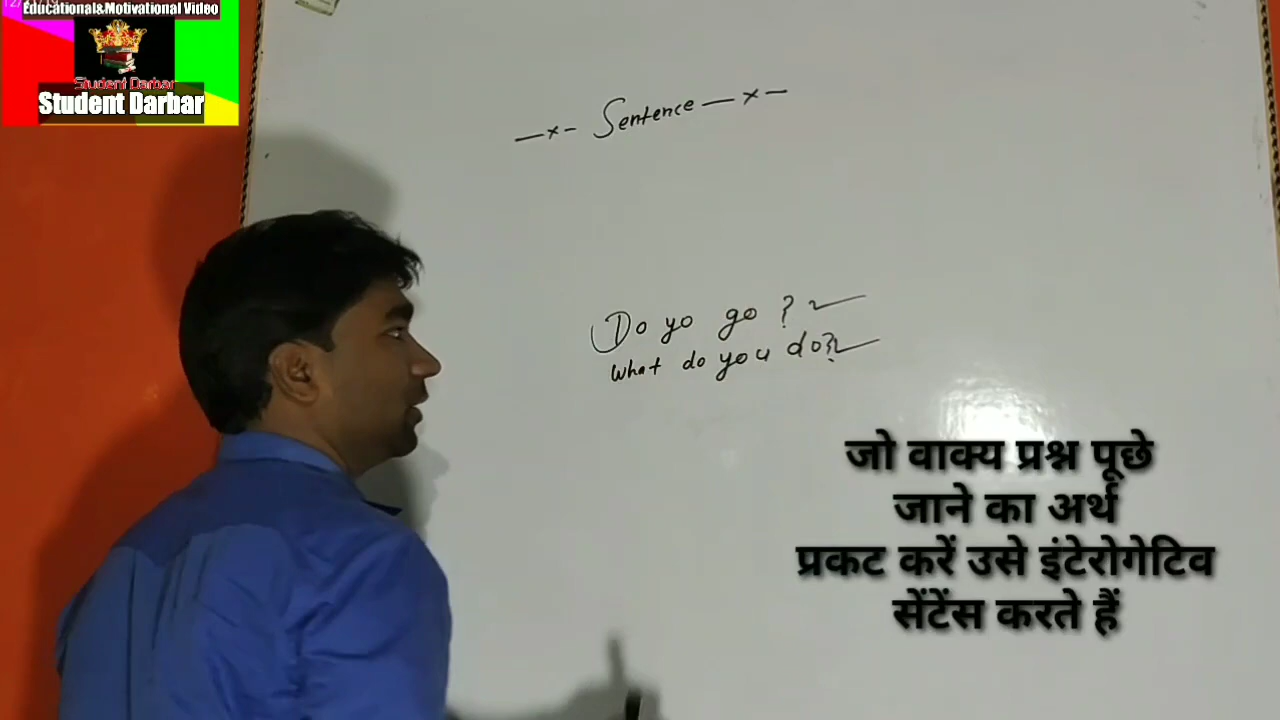 Educational&Motivational Video
Student Darbar
Student Darbar
—x— Sentence —x—
Do yo go ?
What do you do?
जो वाक्य प्रश्न पूछे
जाने का अर्थ
प्रकट करें उसे इंटेरोगेटिव
सेंटेंस करते हैं